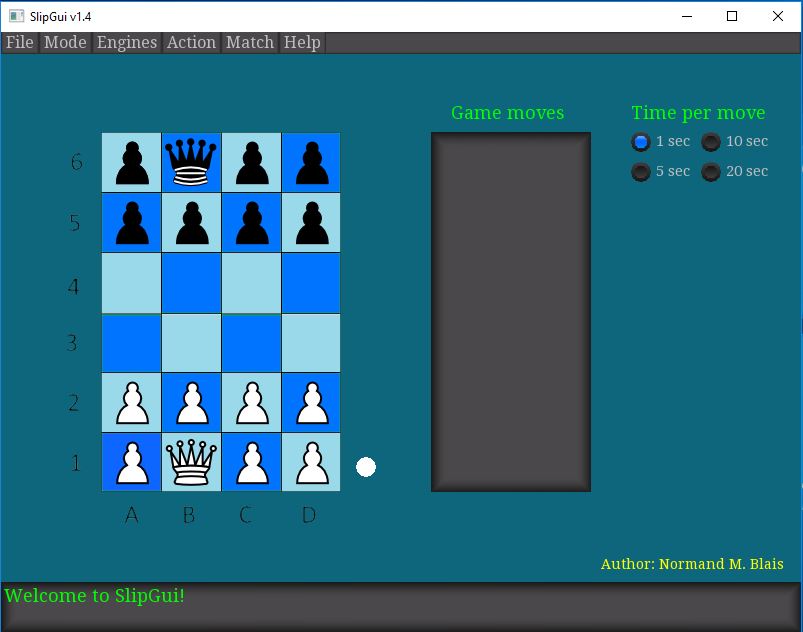 SlipGui v1.4
File Mode Engines Action Match Help
Game moves
Time per move
1 sec 10 sec
5 sec 20 sec
6
5
4
3
2
1
A B C D
Author: Normand M. Blais
Welcome to SlipGui!